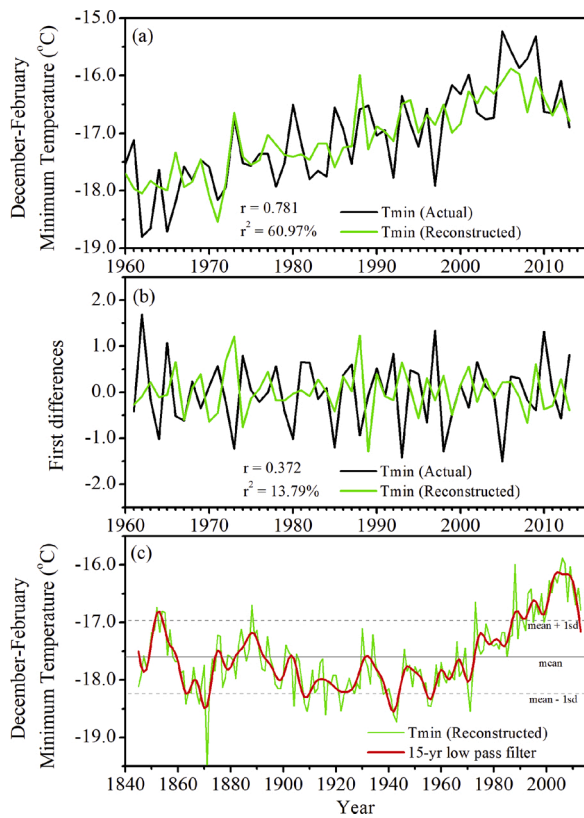 (a)
December-February
Minimum Temperature (°C)
-15.0
-16.0
-17.0
-18.0
-19.0
r = 0.781
r² = 60.97%
Tmin (Actual)
Tmin (Reconstructed)
1960 1970 1980 1990 2000 2010
(b)
First differences
2.0
1.0
0.0
-1.0
-2.0
r = 0.372
r² = 13.79%
Tmin (Actual)
Tmin (Reconstructed)
1960 1970 1980 1990 2000 2010
(c)
December-February
Minimum Temperature (°C)
-16.0
-17.0
-18.0
-19.0
mean + 1sd
mean
mean - 1sd
Tmin (Reconstructed)
15-yr low pass filter
1840 1860 1880 1900 1920 1940 1960 1980 2000
Year